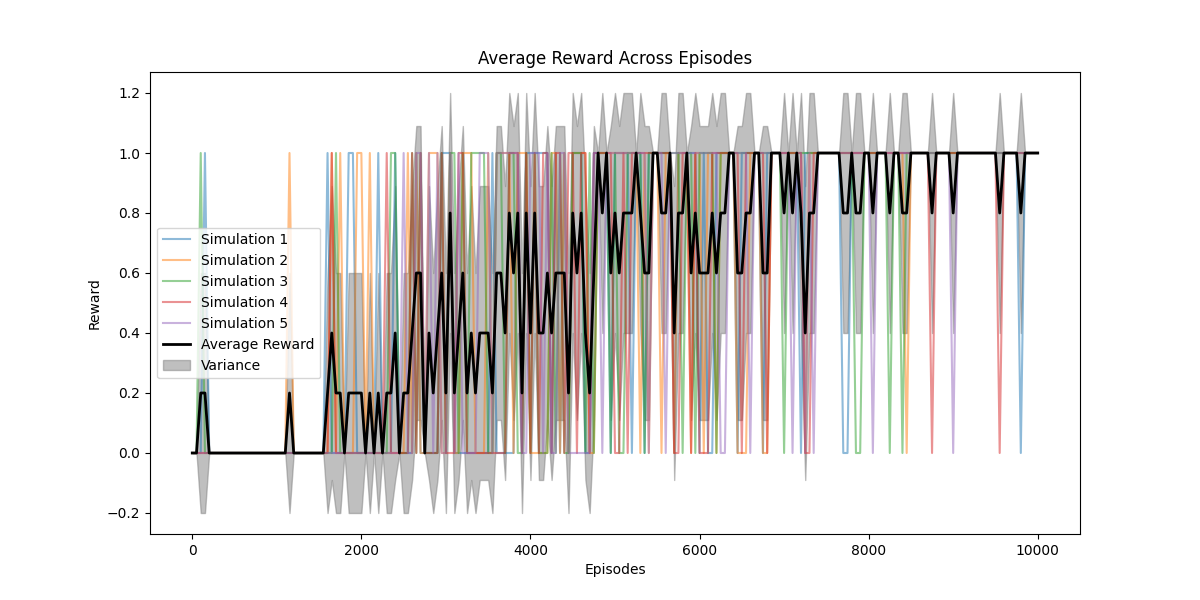 Average Reward Across Episodes
1.2
1.0
0.8
0.6
0.4
0.2
0.0
−0.2
Reward
Simulation 1
Simulation 2
Simulation 3
Simulation 4
Simulation 5
Average Reward
Variance
0
2000
4000
6000
8000
10000
Episodes